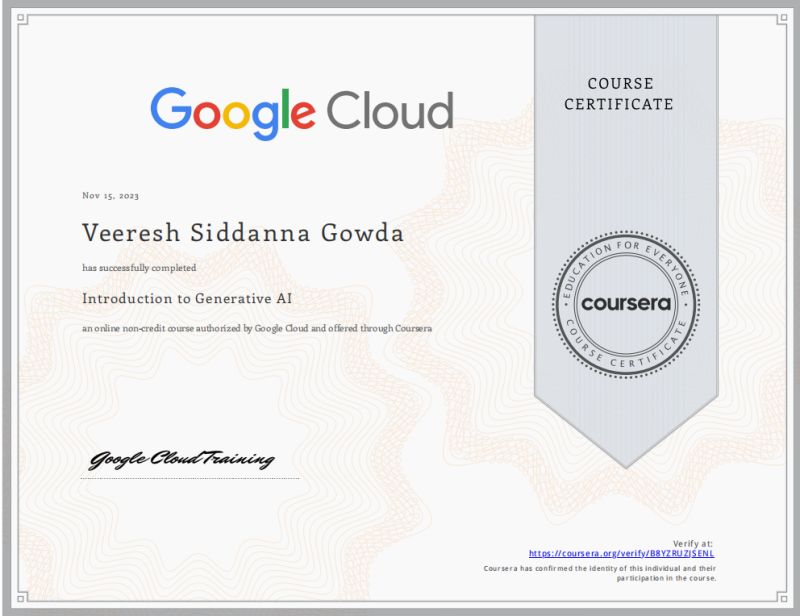 Google Cloud
COURSE
CERTIFICATE
Nov 15, 2023
Veeresh Siddanna Gowda
has successfully completed
Introduction to Generative AI
an online non-credit course authorized by Google Cloud and offered through Coursera
EDUCATION FOR EVERYONE
coursera
COURSE CERTIFICATE
Google Cloud Training
Verify at:
https://coursera.org/verify/B8YZRUZJSENL
Coursera has confirmed the identity of this individual and their
participation in the course.